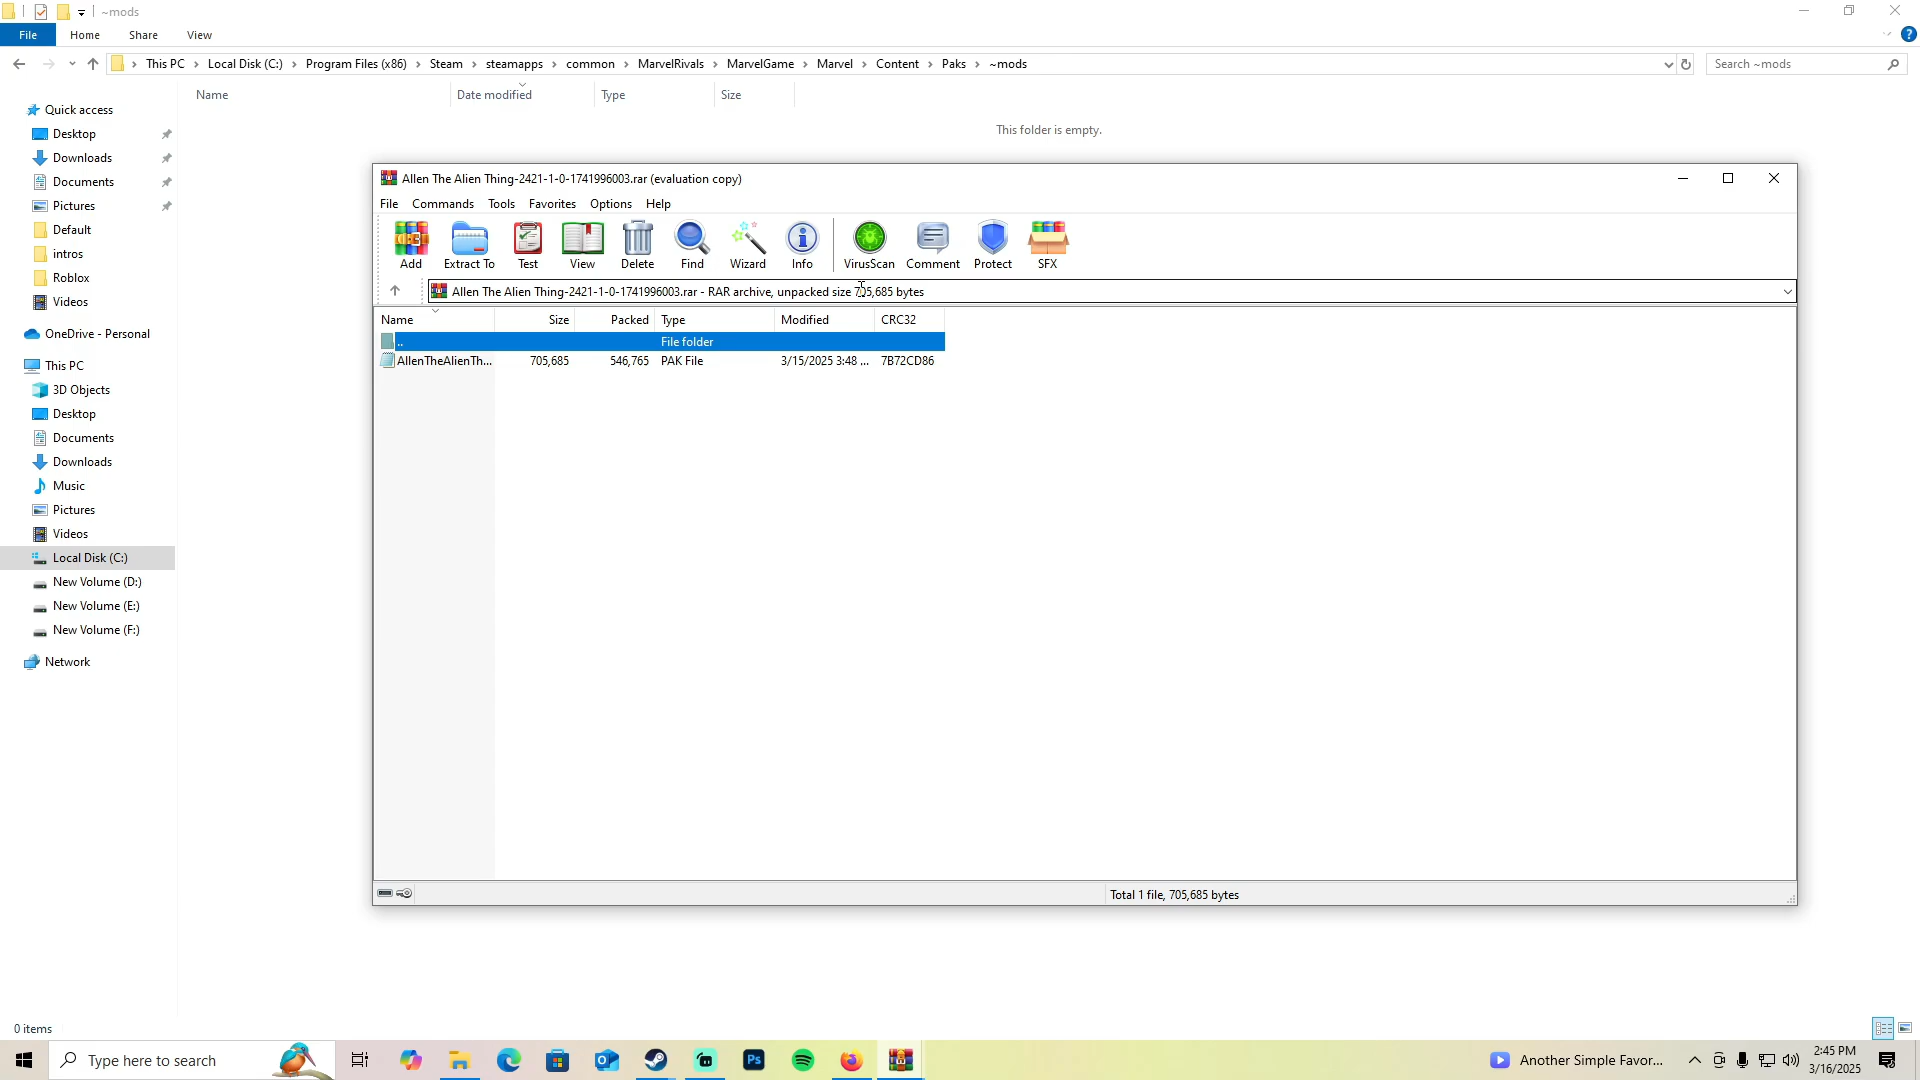 ~mods
File Home Share View
This PC Local Disk (C:) Program Files (x86) Steam steamapps common MarvelRivals MarvelGame Marvel Content Paks ~mods
Search ~mods
Name Date modified Type Size
This folder is empty.
Quick access
Desktop
Downloads
Documents
Pictures
Default
intros
Roblox
Videos
OneDrive - Personal
This PC
3D Objects
Desktop
Documents
Downloads
Music
Pictures
Videos
Local Disk (C:)
New Volume (D:)
New Volume (E:)
New Volume (F:)
Network
Allen The Alien Thing-2421-1-0-1741996003.rar (evaluation copy)
File Commands Tools Favorites Options Help
Add Extract To Test View Delete Find Wizard Info VirusScan Comment Protect SFX
Allen The Alien Thing-2421-1-0-1741996003.rar - RAR archive, unpacked size 705,685 bytes
Name Size Packed Type Modified CRC32
.. File folder
AllenTheAlienTh... 705,685 546,765 PAK File 3/15/2025 3:48 ... 7B72CD86
Total 1 file, 705,685 bytes
0 items
Type here to search
Ps
Another Simple Favor...
2:45 PM
3/16/2025